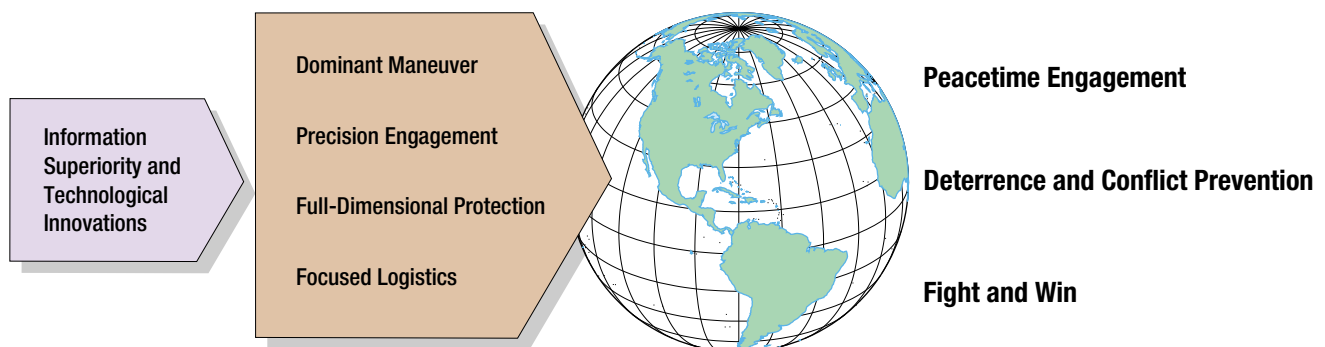 Information
Superiority and
Technological
Innovations
Dominant Maneuver
Precision Engagement
Full-Dimensional Protection
Focused Logistics
Peacetime Engagement
Deterrence and Conflict Prevention
Fight and Win